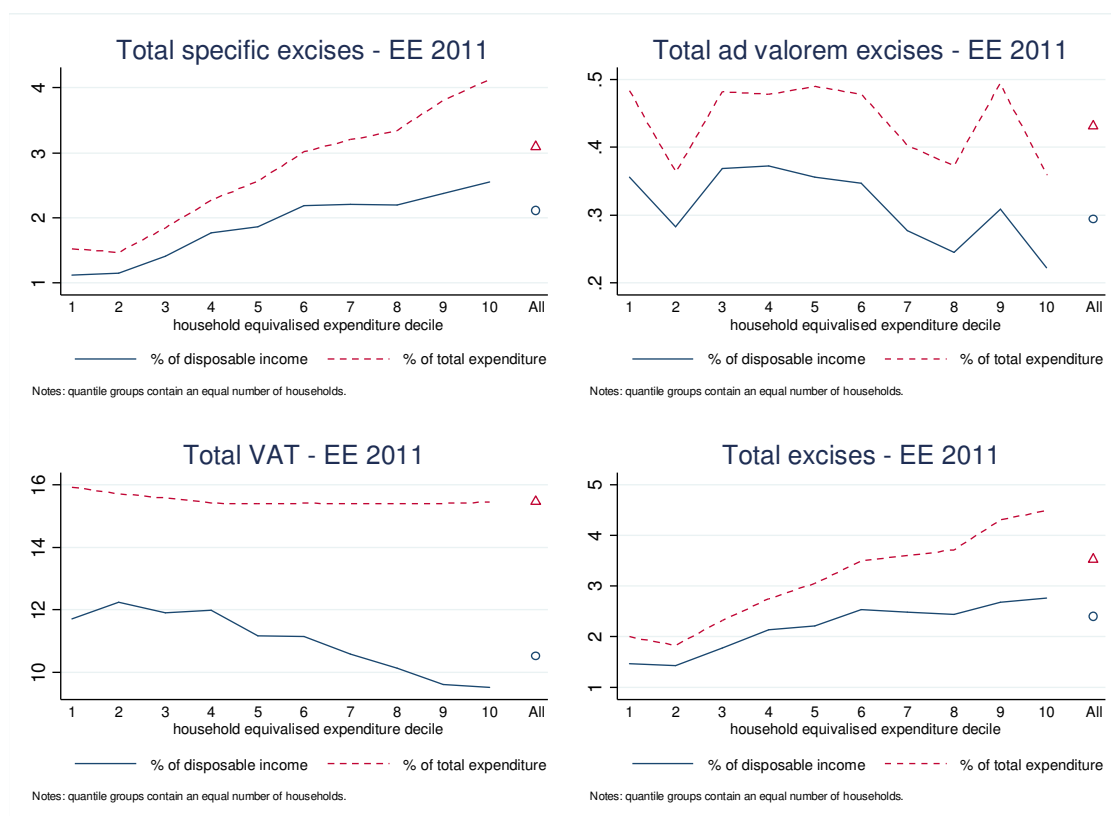 Total specific excises - EE 2011
4
3
2
1
1 2 3 4 5 6 7 8 9 10 All
household equivalised expenditure decile
% of disposable income % of total expenditure
Notes: quantile groups contain an equal number of households.
Total ad valorem excises - EE 2011
.5
.4
.3
.2
1 2 3 4 5 6 7 8 9 10 All
household equivalised expenditure decile
% of disposable income % of total expenditure
Notes: quantile groups contain an equal number of households.
Total VAT - EE 2011
16
14
12
10
1 2 3 4 5 6 7 8 9 10 All
household equivalised expenditure decile
% of disposable income % of total expenditure
Notes: quantile groups contain an equal number of households.
Total excises - EE 2011
5
4
3
2
1
1 2 3 4 5 6 7 8 9 10 All
household equivalised expenditure decile
% of disposable income % of total expenditure
Notes: quantile groups contain an equal number of households.